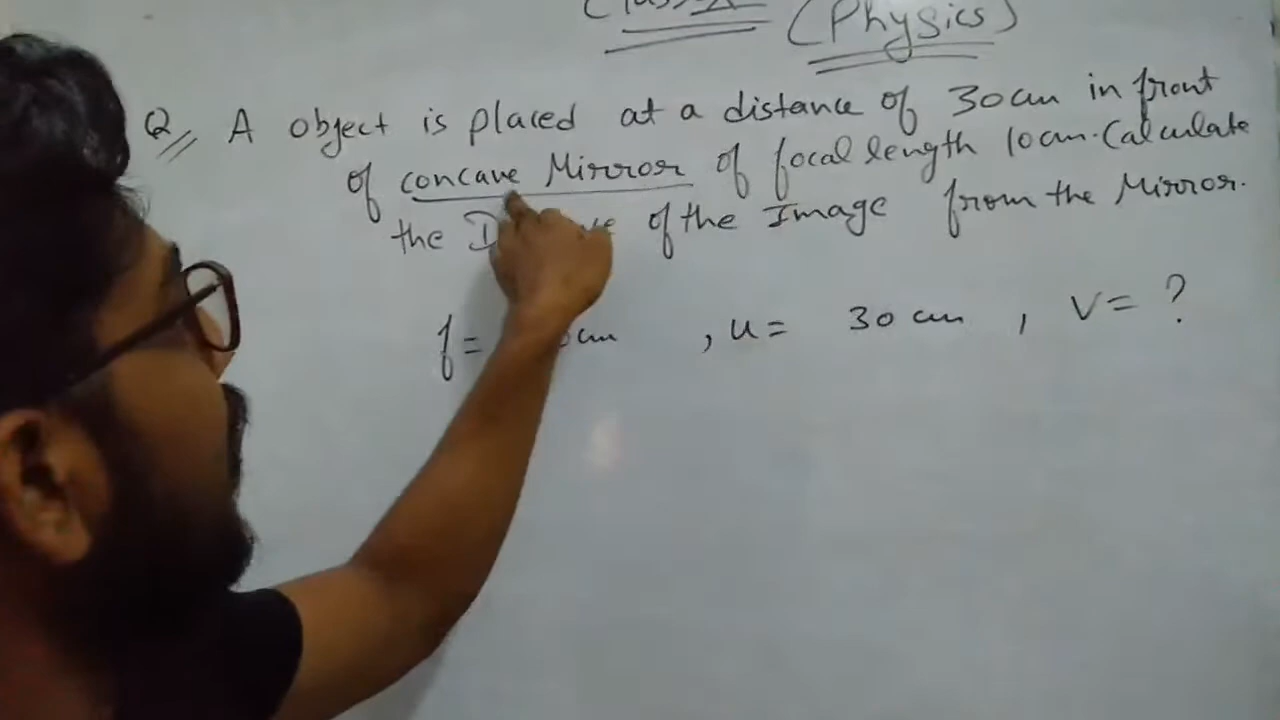 (Physics)
Q, A object is placed at a distance of 30cm in front
of concave Mirror of focal length 10cm. Calculate
the of the Image from the Mirror.
f = cm , u = 30 cm , V = ?